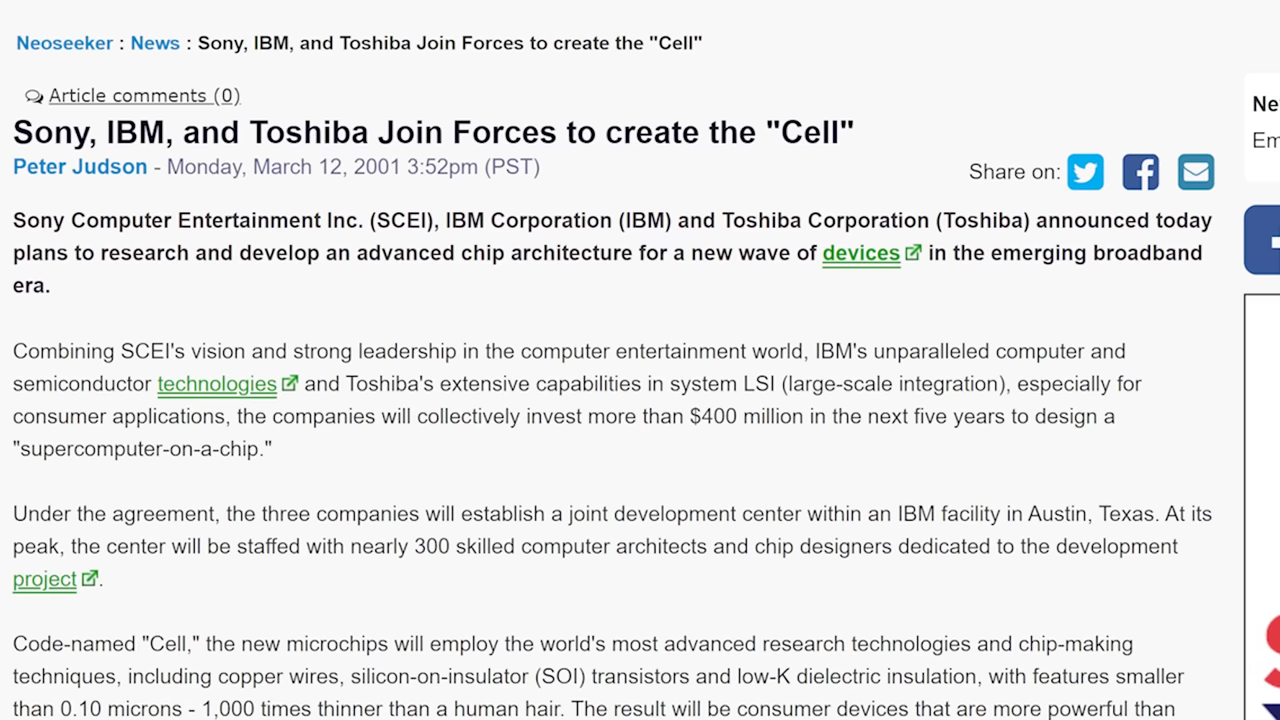 Neoseeker : News : Sony, IBM, and Toshiba Join Forces to create the "Cell"
Article comments (0)
Sony, IBM, and Toshiba Join Forces to create the "Cell"
Peter Judson - Monday, March 12, 2001 3:52pm (PST)
Share on:
Sony Computer Entertainment Inc. (SCEI), IBM Corporation (IBM) and Toshiba Corporation (Toshiba) announced today
plans to research and develop an advanced chip architecture for a new wave of devices in the emerging broadband
era.
Combining SCEI's vision and strong leadership in the computer entertainment world, IBM's unparalleled computer and
semiconductor technologies and Toshiba's extensive capabilities in system LSI (large-scale integration), especially for
consumer applications, the companies will collectively invest more than $400 million in the next five years to design a
"supercomputer-on-a-chip."
Under the agreement, the three companies will establish a joint development center within an IBM facility in Austin, Texas. At its
peak, the center will be staffed with nearly 300 skilled computer architects and chip designers dedicated to the development
project.
Code-named "Cell," the new microchips will employ the world's most advanced research technologies and chip-making
techniques, including copper wires, silicon-on-insulator (SOI) transistors and low-K dielectric insulation, with features smaller
than 0.10 microns - 1,000 times thinner than a human hair. The result will be consumer devices that are more powerful than